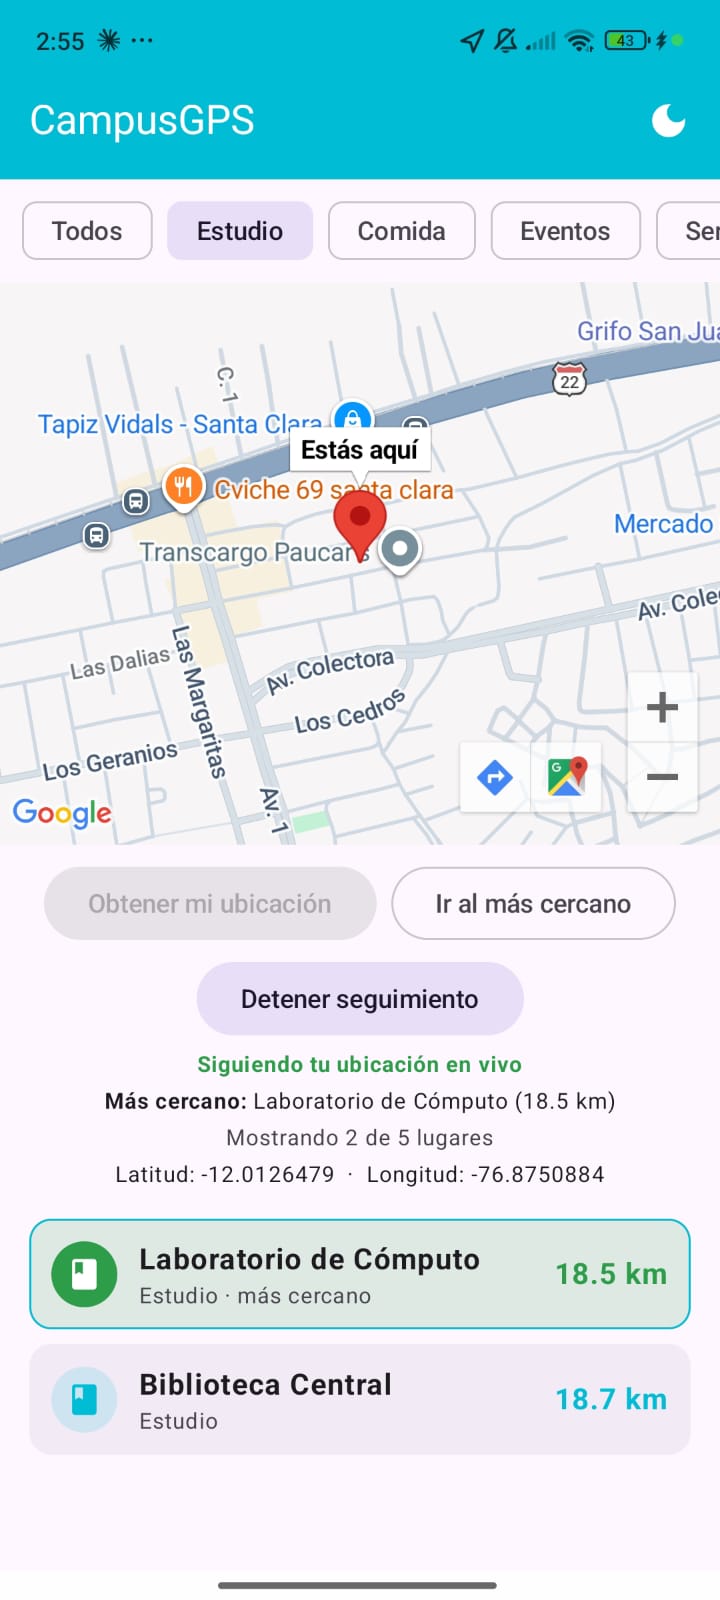 2:55
43
CampusGPS
Todos
Estudio
Comida
Eventos
Grifo San
C. 1
22
Tapiz Vidals - Santa Clara
Estás aquí
Cviche 69 santa clara
Mercado
Transcargo
Av.
Las Dalias
Las Margaritas
Av. Colectora
Los Cedros
Los Geranios
Av. 1
G
Google
Obtener mi ubicación
Ir al más cercano
Detener seguimiento
Siguiendo tu ubicación en vivo
Más cercano: Laboratorio de Cómputo (18.5 km)
Mostrando 2 de 5 lugares
Latitud: -12.0126479 · Longitud: -76.8750884
Laboratorio de Cómputo
Estudio · más cercano
18.5 km
Biblioteca Central
Estudio
18.7 km